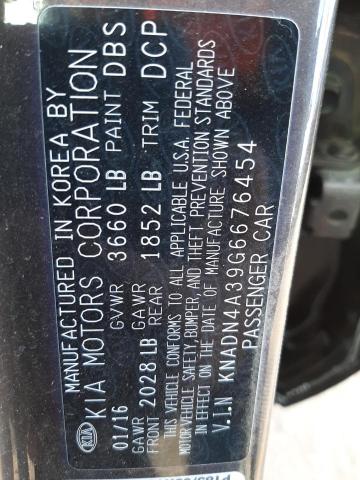 MANUFACTURED IN KOREA BY
KIA KIA MOTORS CORPORATION
01/16 GVWR 3660 LB PAINT DBS
GAWR FRONT 2028 LB GAWR REAR 1852 LB TRIM DCP
THIS VEHICLE CONFORMS TO ALL APPLICABLE U.S.A. FEDERAL
MOTOR VEHICLE SAFETY, BUMPER, AND THEFT PREVENTION STANDARDS
IN EFFECT ON THE DATE OF MANUFACTURE SHOWN ABOVE
V.I.N KNADN4A39G6676454
PASSENGER CAR